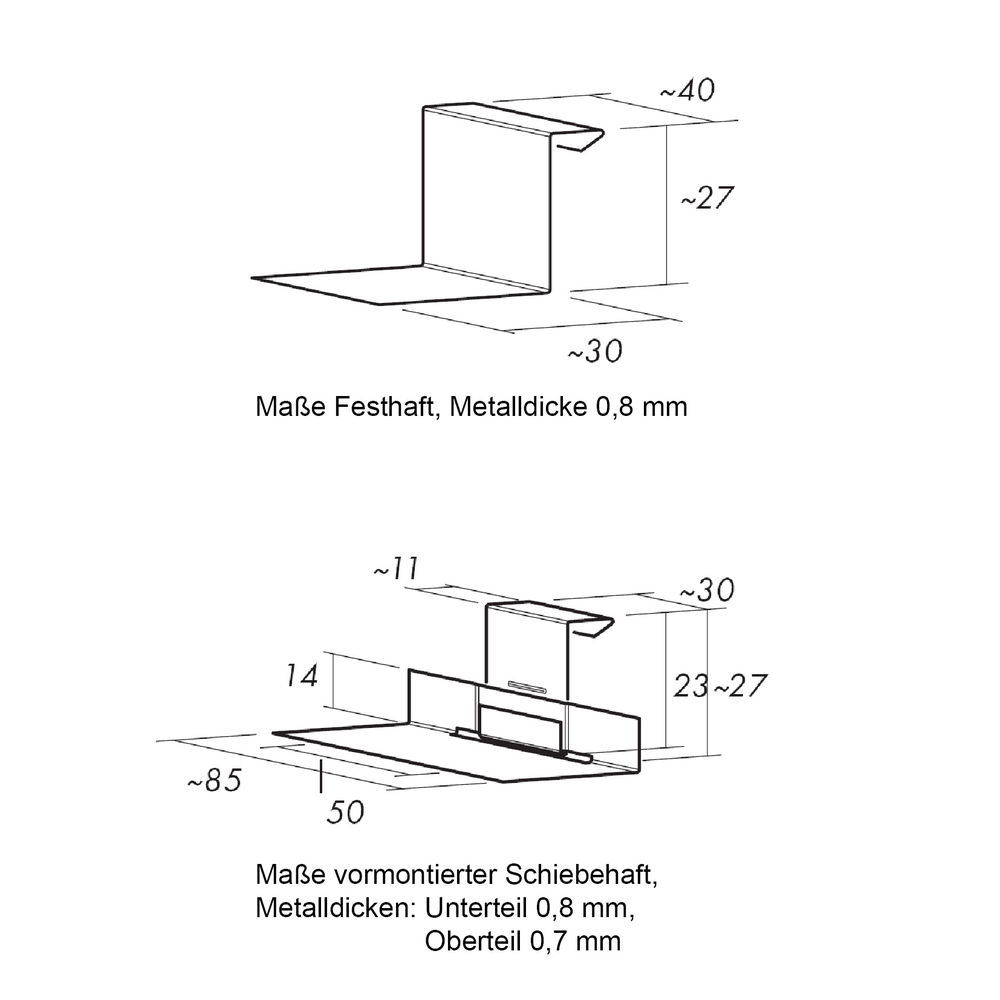 ~40
~27
~30
Maße Festhaft, Metalldicke 0,8 mm
~11
~30
14
23 ~27
~85
50
Maße vormontierter Schiebehaft,
Metalldicken: Unterteil 0,8 mm,
Oberteil 0,7 mm